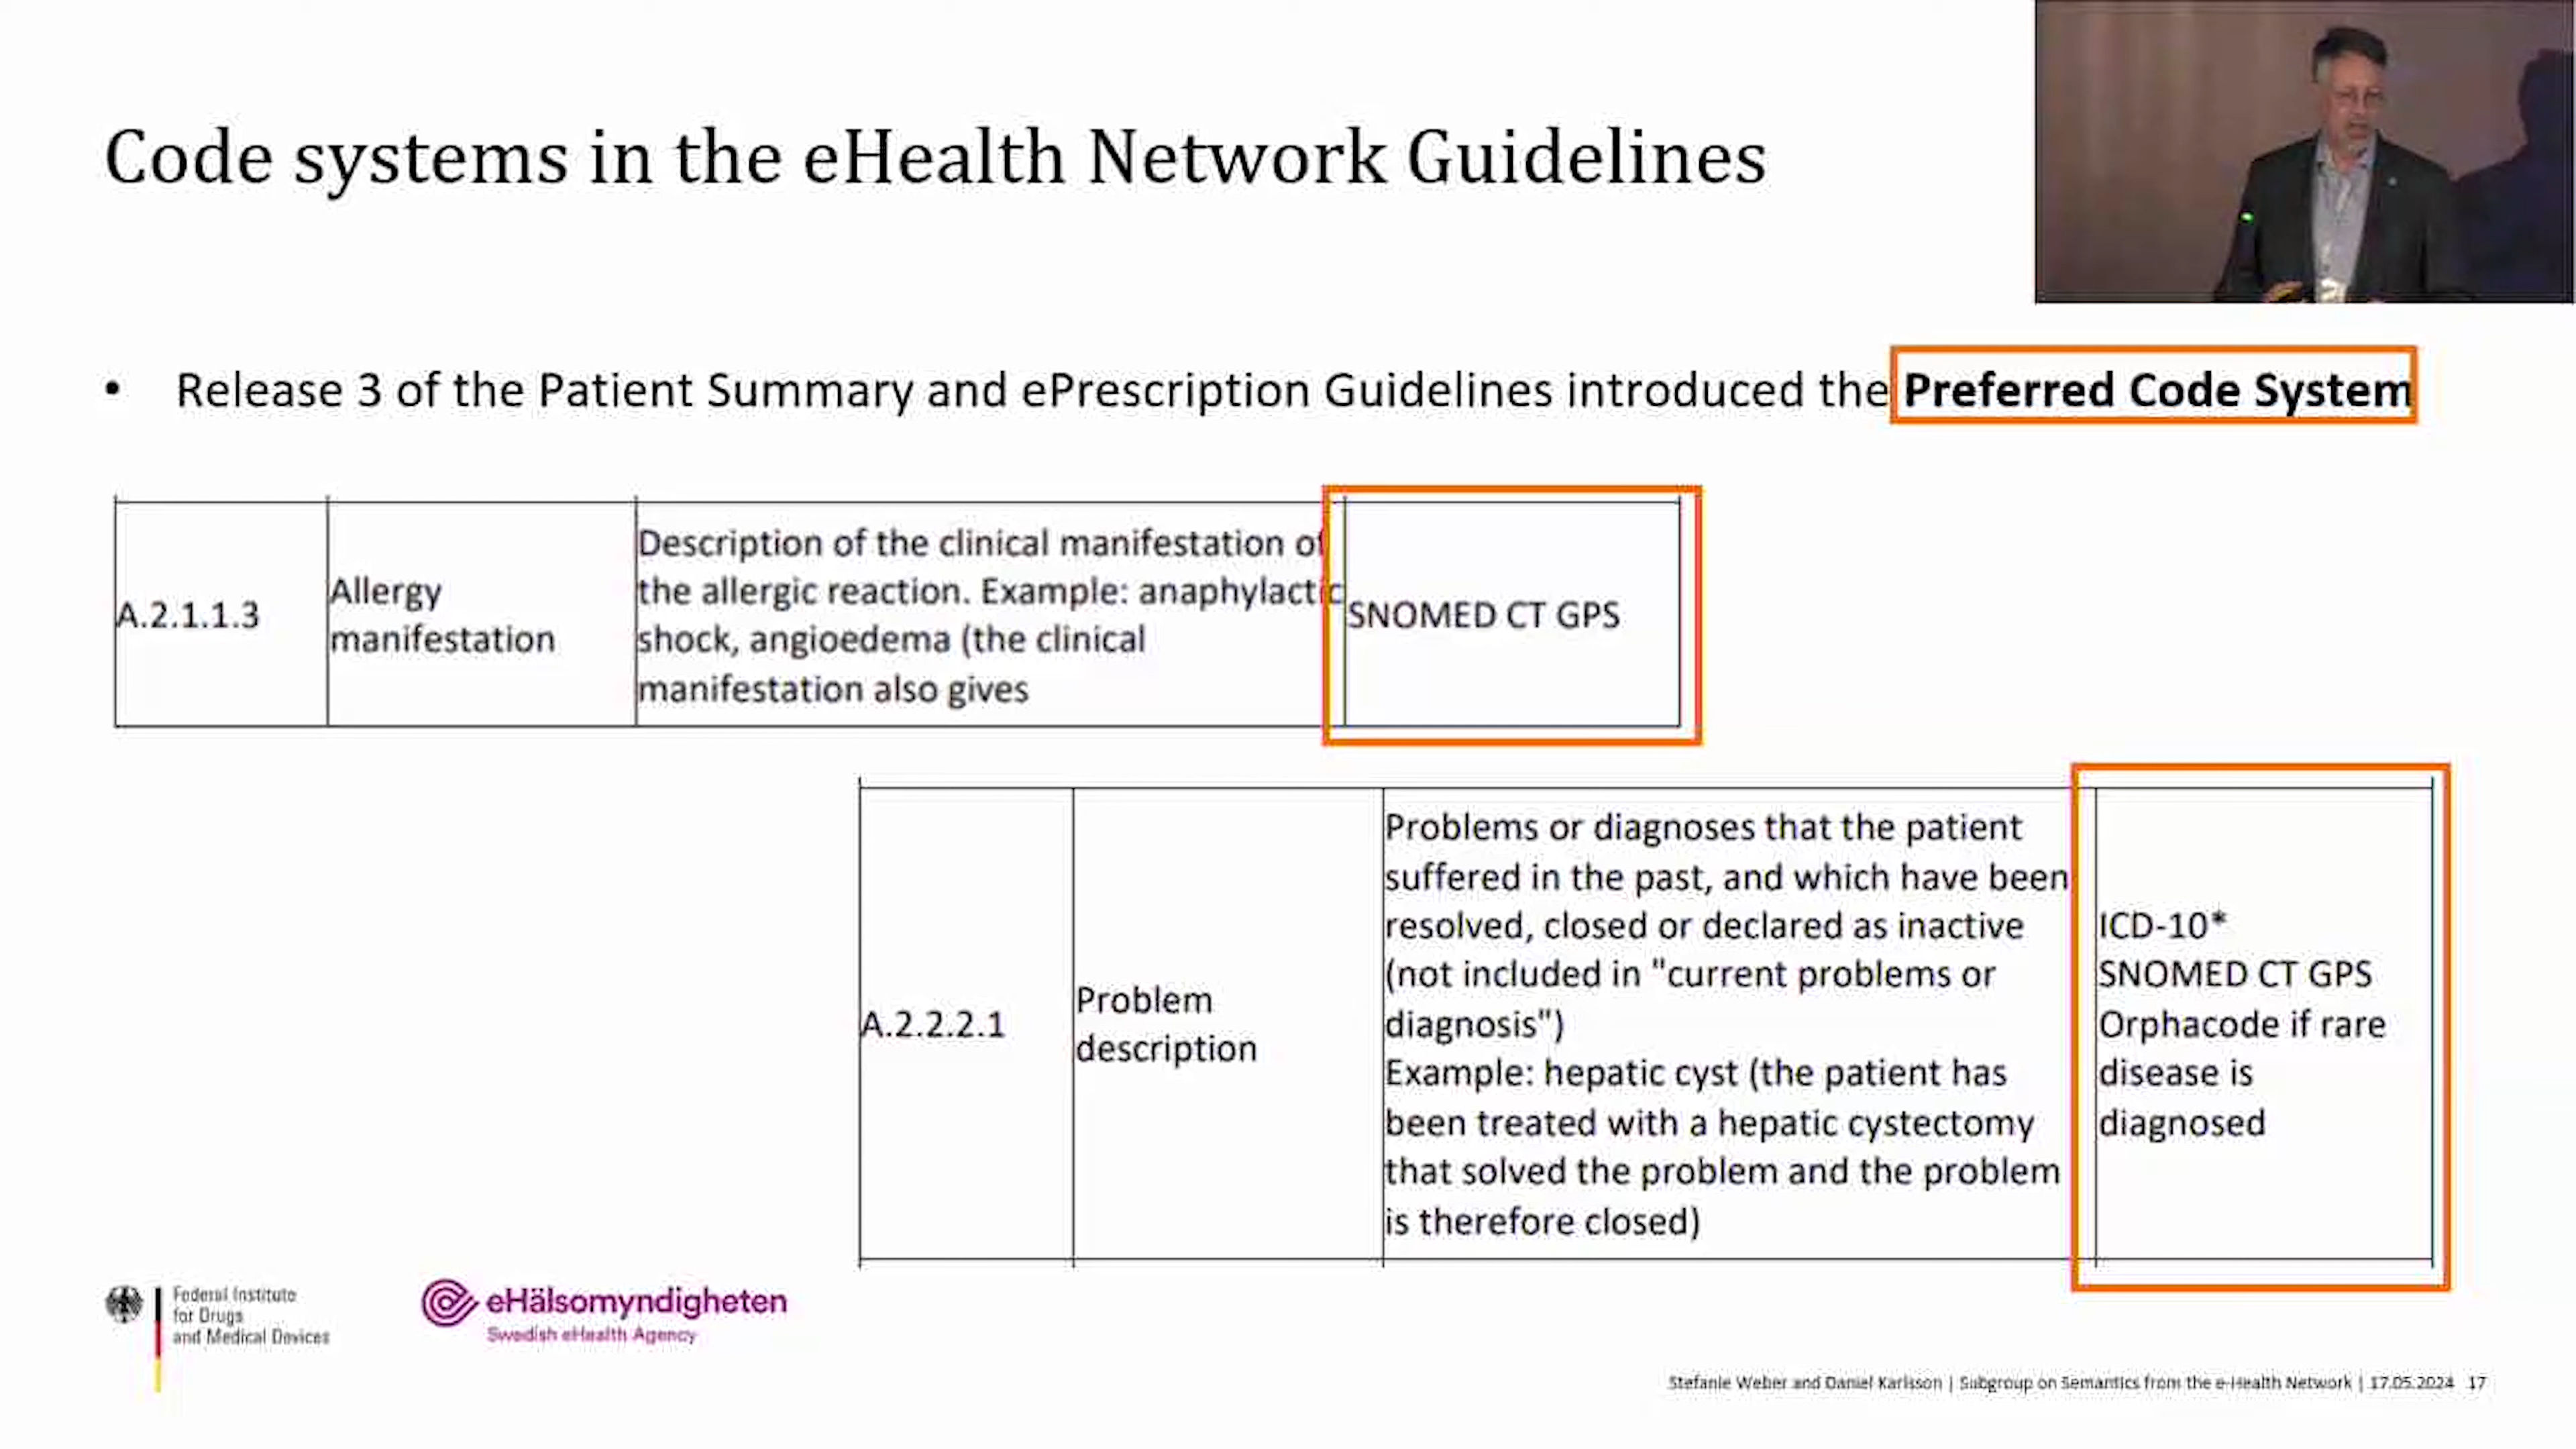 Code systems in the eHealth Network Guidelines
• Release 3 of the Patient Summary and ePrescription Guidelines introduced the Preferred Code System
A.2.1.1.3
Allergy
manifestation
Description of the clinical manifestation of
the allergic reaction. Example: anaphylactic
shock, angioedema (the clinical
manifestation also gives
SNOMED CT GPS
A.2.2.2.1
Problem
description
Problems or diagnoses that the patient
suffered in the past, and which have been
resolved, closed or declared as inactive
(not included in "current problems or
diagnosis")
Example: hepatic cyst (the patient has
been treated with a hepatic cystectomy
that solved the problem and the problem
is therefore closed)
ICD-10*
SNOMED CT GPS
Orphacode if rare
disease is
diagnosed
Federal Institute
for Drugs
and Medical Devices
eHälsomyndigheten
Swedish eHealth Agency
Stefanie Weber and Daniel Karlsson | Subgroup on Semantics from the e-Health Network | 17.05.2024 17